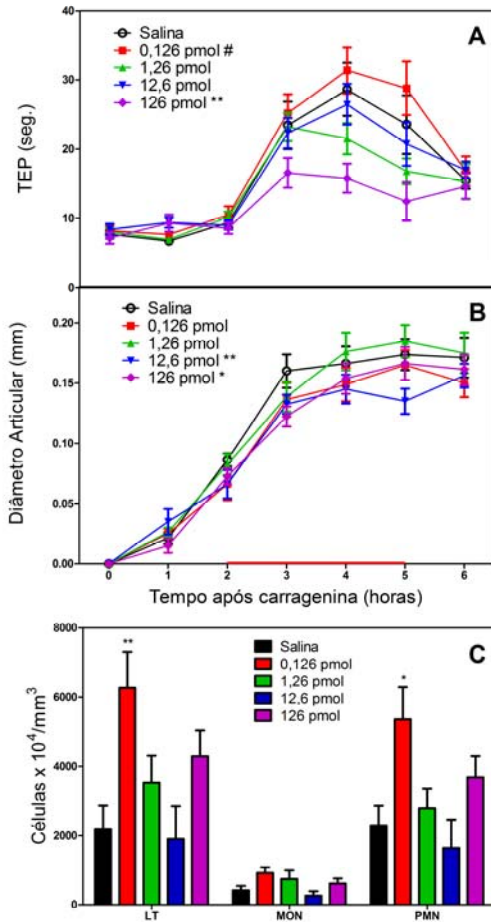 A
Salina
0,126 pmol #
1,26 pmol
12,6 pmol
126 pmol **
TEP (seg.)
40
30
20
10
0
B
Salina
0,126 pmol
1,26 pmol
12,6 pmol **
126 pmol *
Diâmetro Articular (mm)
0.20
0.15
0.10
0.05
0.00
0 1 2 3 4 5 6
Tempo após carragenina (horas)
C
Salina
0,126 pmol
1,26 pmol
12,6 pmol
126 pmol
Células x 10⁴/mm³
8000
6000
4000
2000
0
**
*
LT MON PMN